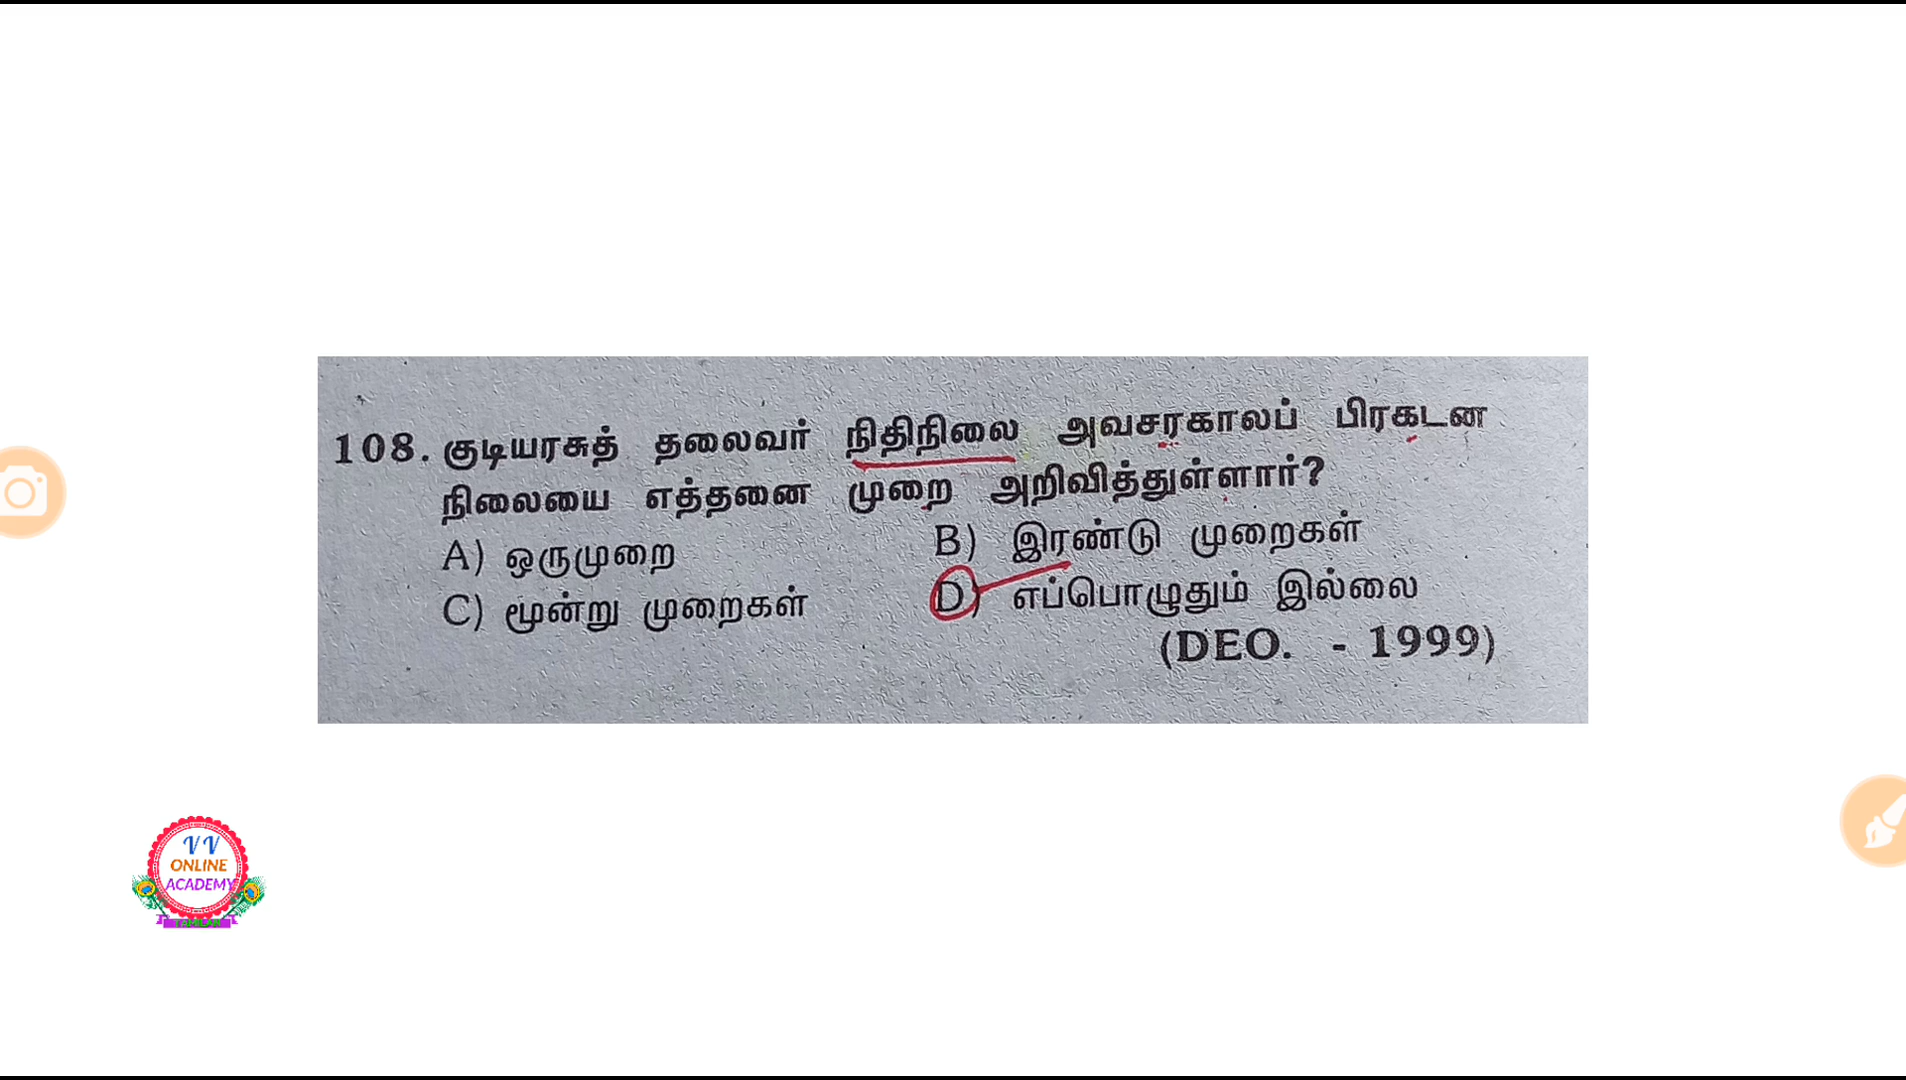 108. குடியரசுத் தலைவர் நிதிநிலை அவசரகாலப் பிரகடன
நிலையை எத்தனை முறை அறிவித்துள்ளார்?
A) ஒருமுறை B) இரண்டு முறைகள்
C) மூன்று முறைகள் D) எப்பொழுதும் இல்லை
(DEO. - 1999)
VV
ONLINE
ACADEMY